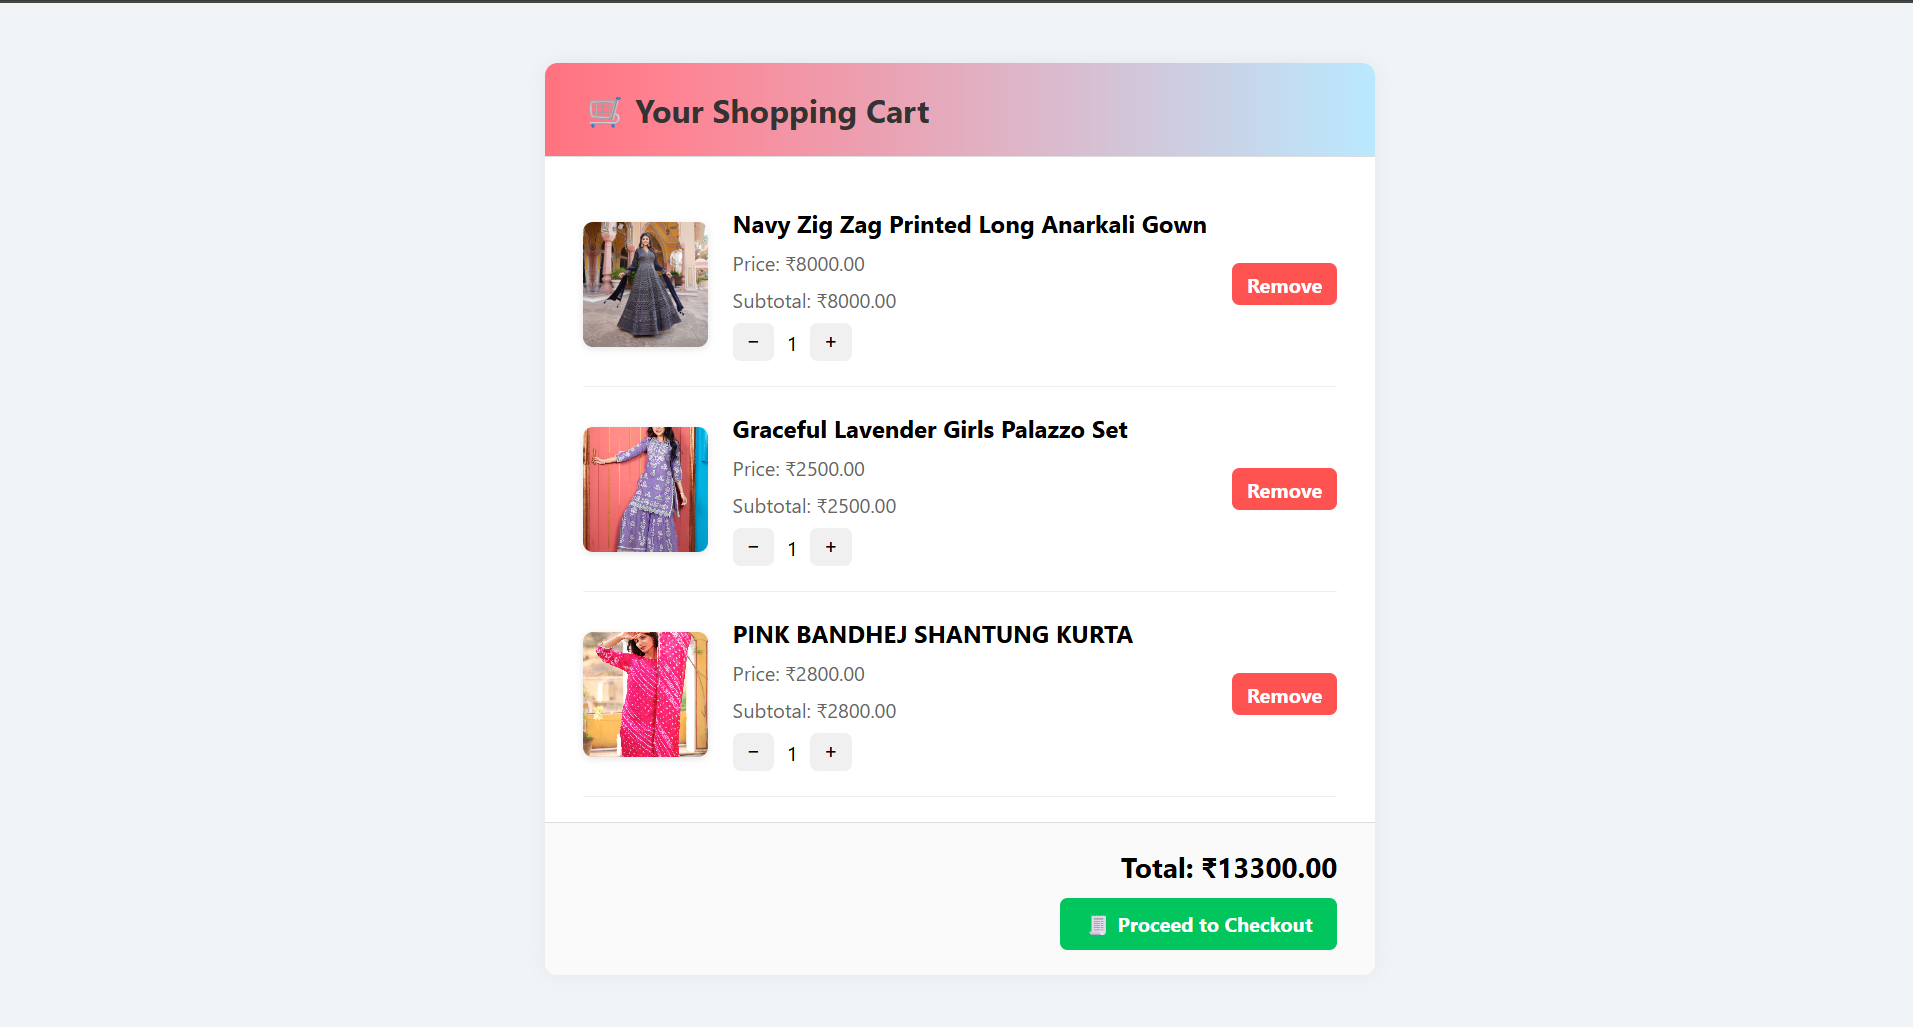 🛒 Your Shopping Cart
Navy Zig Zag Printed Long Anarkali Gown
Price: ₹8000.00
Subtotal: ₹8000.00
− 1 +
Remove
Graceful Lavender Girls Palazzo Set
Price: ₹2500.00
Subtotal: ₹2500.00
− 1 +
Remove
PINK BANDHEJ SHANTUNG KURTA
Price: ₹2800.00
Subtotal: ₹2800.00
− 1 +
Remove
Total: ₹13300.00
🧾 Proceed to Checkout